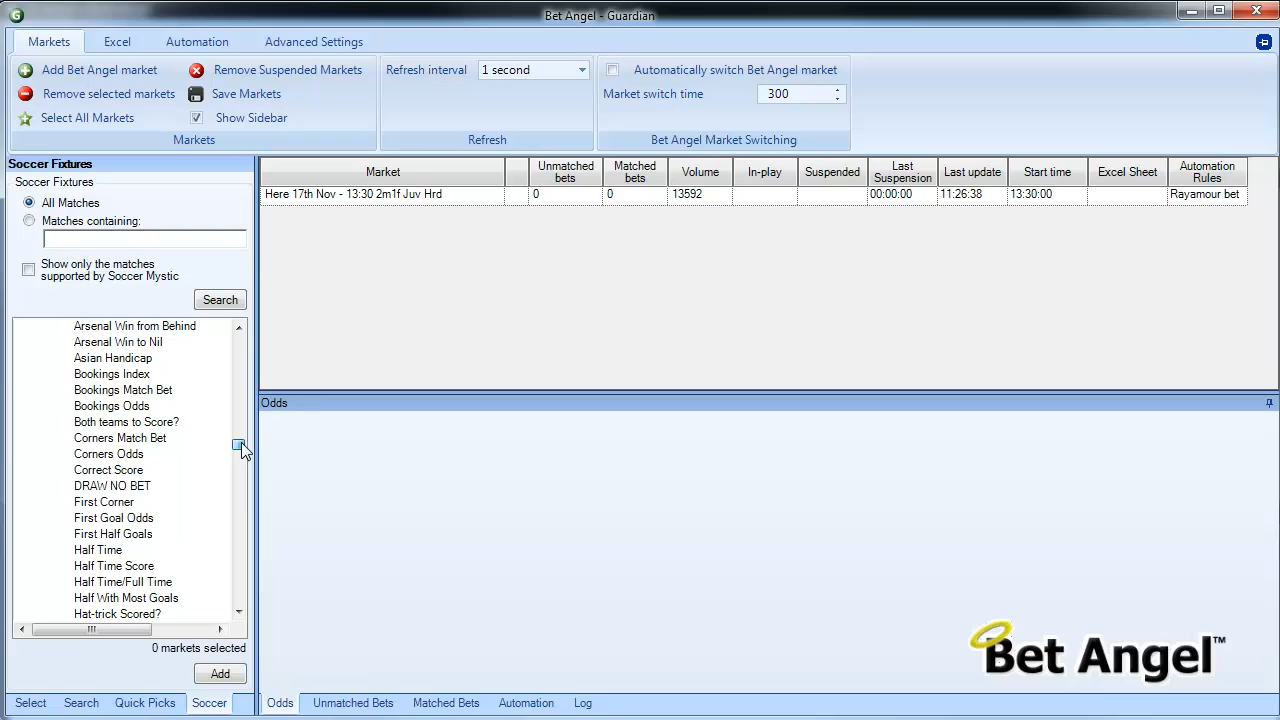 G
Bet Angel - Guardian
Markets
Excel
Automation
Advanced Settings
Add Bet Angel market
Remove Suspended Markets
Remove selected markets
Save Markets
Select All Markets
Show Sidebar
Markets
Refresh interval
1 second
Refresh
Automatically switch Bet Angel market
Market switch time
300
Bet Angel Market Switching
Soccer Fixtures
Soccer Fixtures
All Matches
Matches containing:
Show only the matches
supported by Soccer Mystic
Search
Arsenal Win from Behind
Arsenal Win to Nil
Asian Handicap
Bookings Index
Bookings Match Bet
Bookings Odds
Both teams to Score?
Corners Match Bet
Corners Odds
Correct Score
DRAW NO BET
First Corner
First Goal Odds
First Half Goals
Half Time
Half Time Score
Half Time/Full Time
Half With Most Goals
Hat-trick Scored?
0 markets selected
Add
Select
Search
Quick Picks
Soccer
Market
Unmatched bets
Matched bets
Volume
In-play
Suspended
Last Suspension
Last update
Start time
Excel Sheet
Automation Rules
Here 17th Nov - 13:30 2m1f Juv Hrd
0
0
13592
00:00:00
11:26:38
13:30:00
Rayamour bet
Odds
Bet Angel™
Odds
Unmatched Bets
Matched Bets
Automation
Log